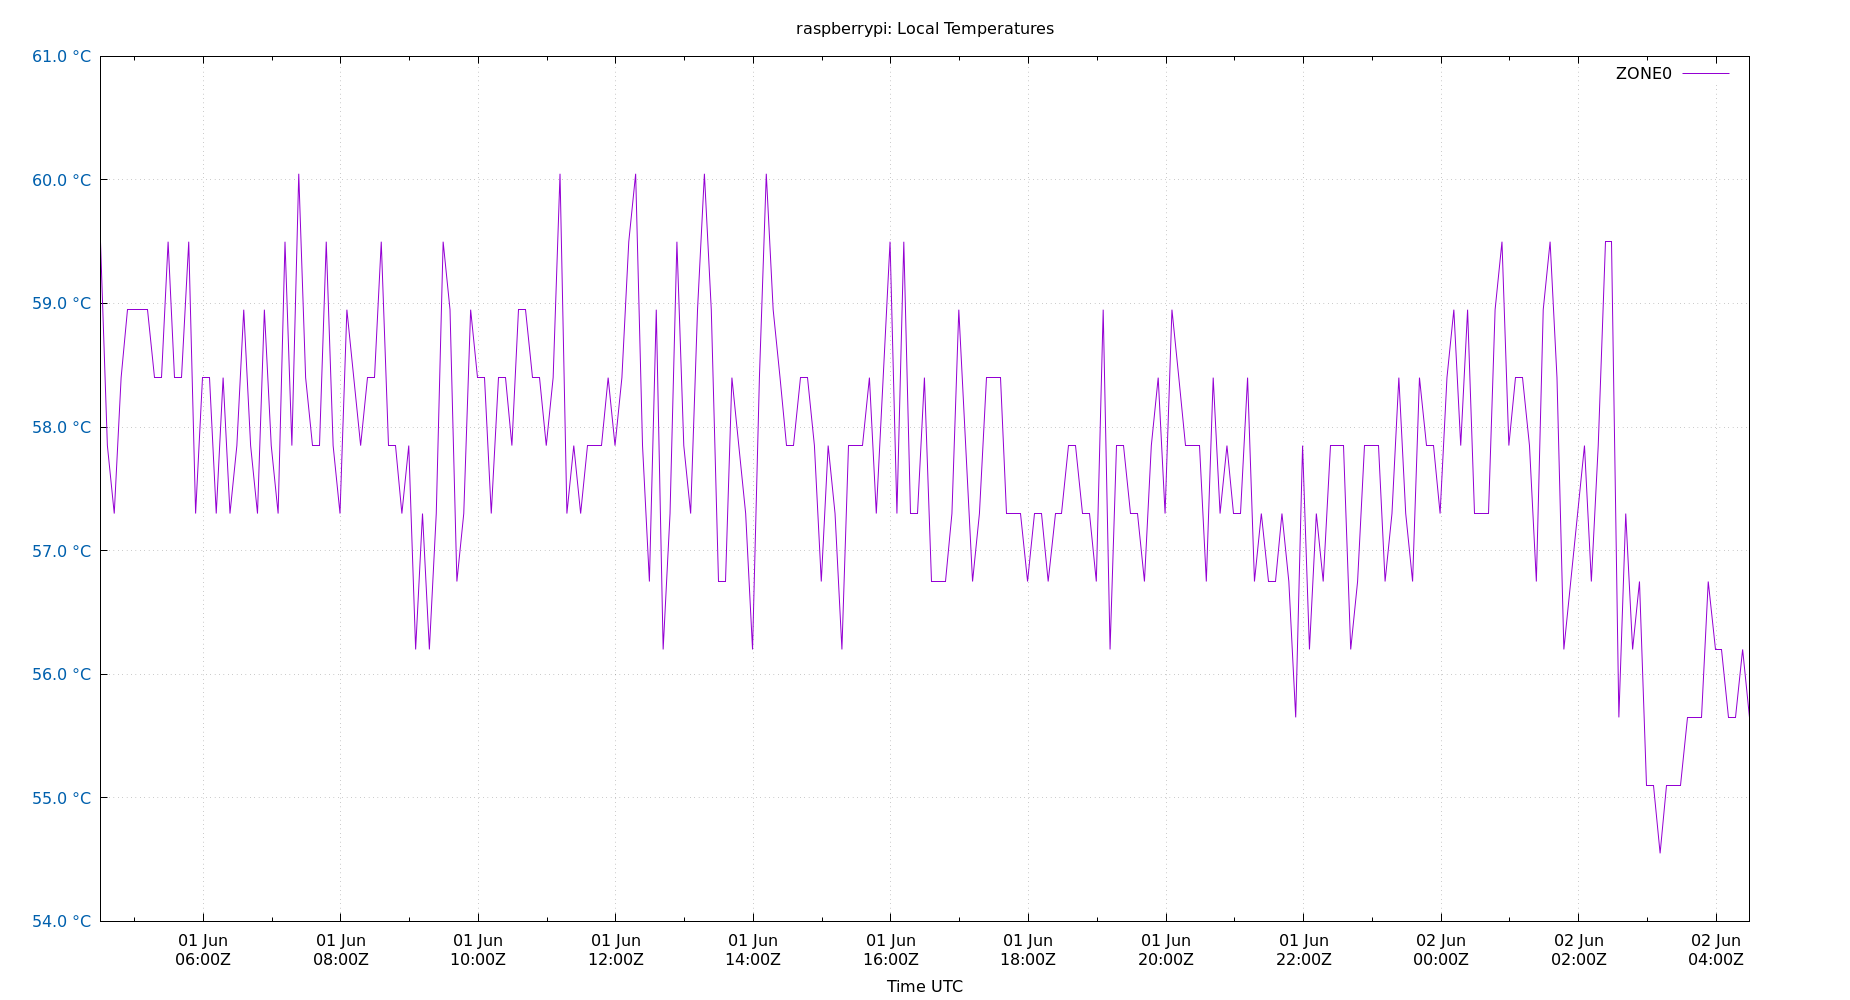 raspberrypi: Local Temperatures
61.0 °C
ZONE0
60.0 °C
59.0 °C
58.0 °C
57.0 °C
56.0 °C
55.0 °C
54.0 °C
01 Jun 01 Jun 01 Jun 01 Jun 01 Jun 01 Jun 01 Jun 01 Jun 01 Jun 02 Jun 02 Jun 02 Jun
06:00Z 08:00Z 10:00Z 12:00Z 14:00Z 16:00Z 18:00Z 20:00Z 22:00Z 00:00Z 02:00Z 04:00Z
Time UTC